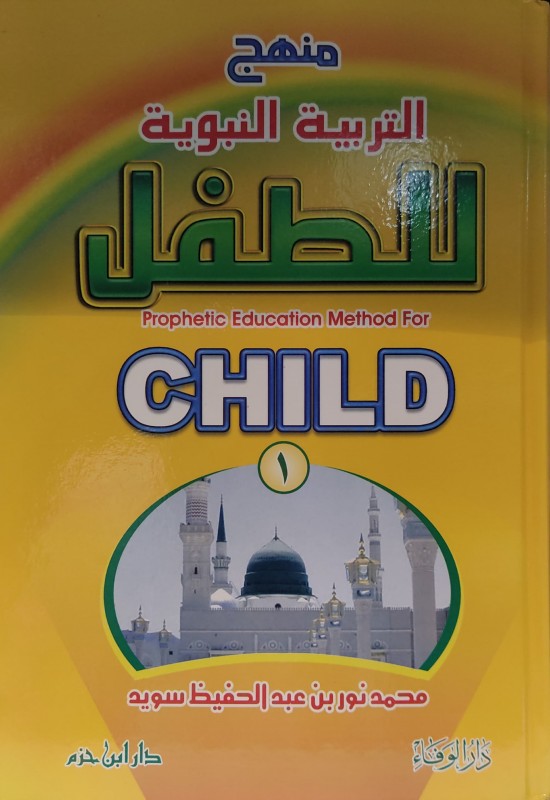 منهج
التربية النبوية
للطفل
Prophetic Education Method For
CHILD
١
محمد نور بن عبد الحفيظ سويد
دار الوفاء
دار ابن حزم